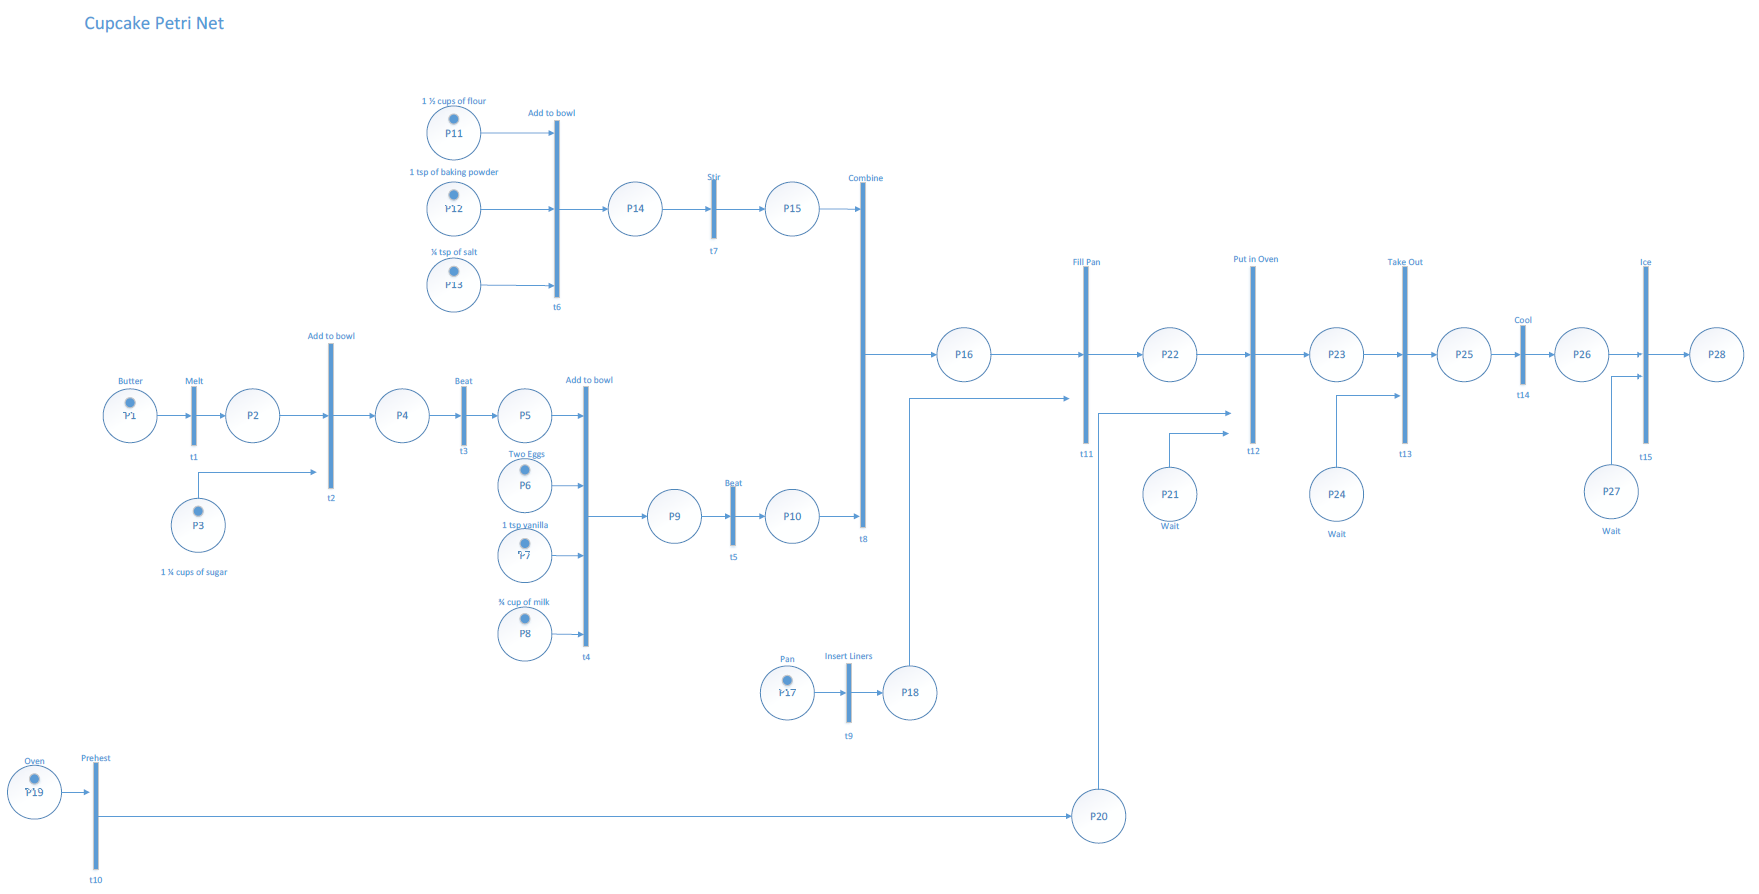 Cupcake Petri Net
1 ½ cups of flour
P11
Add to bowl
1 tsp of baking powder
P12
¼ tsp of salt
P13
t6
P14
Stir
t7
P15
Combine
t8
Butter
P1
Melt
t1
P2
Add to bowl
t2
P3
1 ¼ cups of sugar
P4
Beat
t3
P5
Add to bowl
Two Eggs
P6
1 tsp vanilla
P7
¾ cup of milk
P8
t4
P9
Beat
t5
P10
P16
Fill Pan
t11
P22
Put in Oven
t12
P21
Wait
P23
Take Out
t13
P24
Wait
P25
Cool
t14
P26
Ice
t15
P27
Wait
P28
Pan
P17
Insert Liners
t9
P18
Oven
P19
Prehest
t10
P20